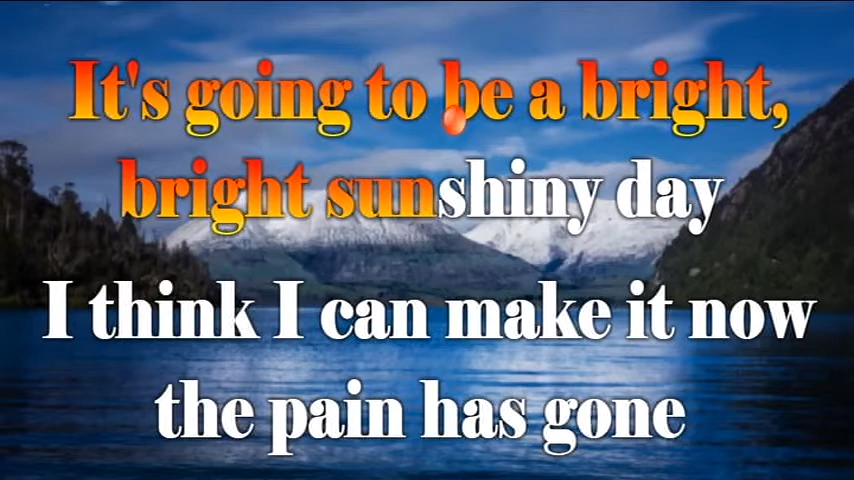 It's going to be a bright,
bright sunshiny day
I think I can make it now
the pain has gone